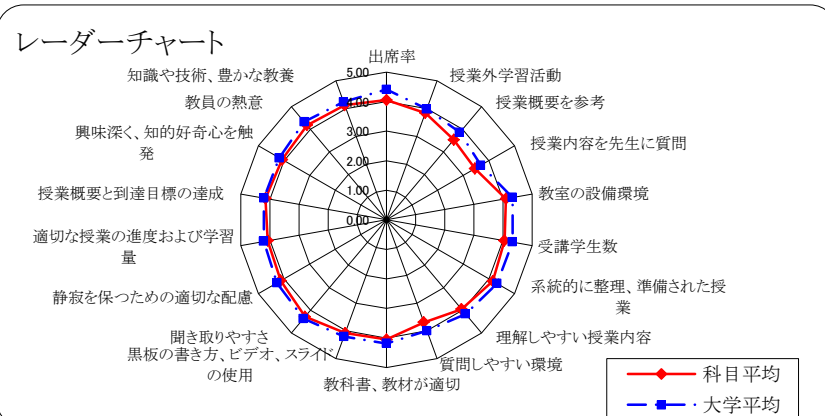 レーダーチャート
出席率
授業外学習活動
授業概要を参考
授業内容を先生に質問
教室の設備環境
受講学生数
系統的に整理、準備された授
業
理解しやすい授業内容
質問しやすい環境
教科書、教材が適切
黒板の書き方、ビデオ、スライド
の使用
聞き取りやすさ
静寂を保つための適切な配慮
適切な授業の進度および学習
量
授業概要と到達目標の達成
興味深く、知的好奇心を触
発
教員の熱意
知識や技術、豊かな教養
5.00
4.00
3.00
2.00
1.00
0.00
科目平均
大学平均